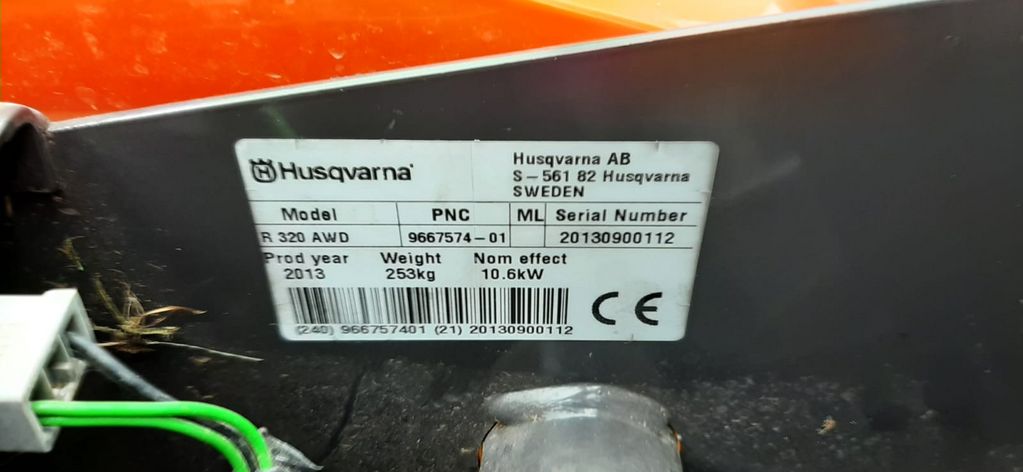 Husqvarna
Husqvarna AB
S-561 82 Husqvarna
SWEDEN
Model PNC ML Serial Number
R 320 AWD 9667574-01 20130900112
Prod year Weight Nom effect
2013 253kg 10.6kW
CE
(240) 966757401 (21) 20130900112